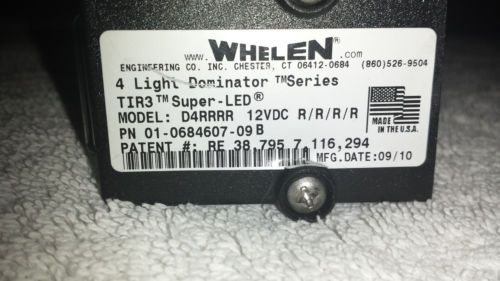 www. WHELEN .com
ENGINEERING CO. INC. CHESTER, CT 06412-0684 (860)526-9504
4 Light Dominator ™Series
TIR3™ Super-LED®
MODEL: D4RRRR 12VDC R/R/R/R
PN 01-0684607-09B
PATENT #: RE 38,795 7,116,294
MADE
IN THE U.S.A.
MFG.DATE:09/10